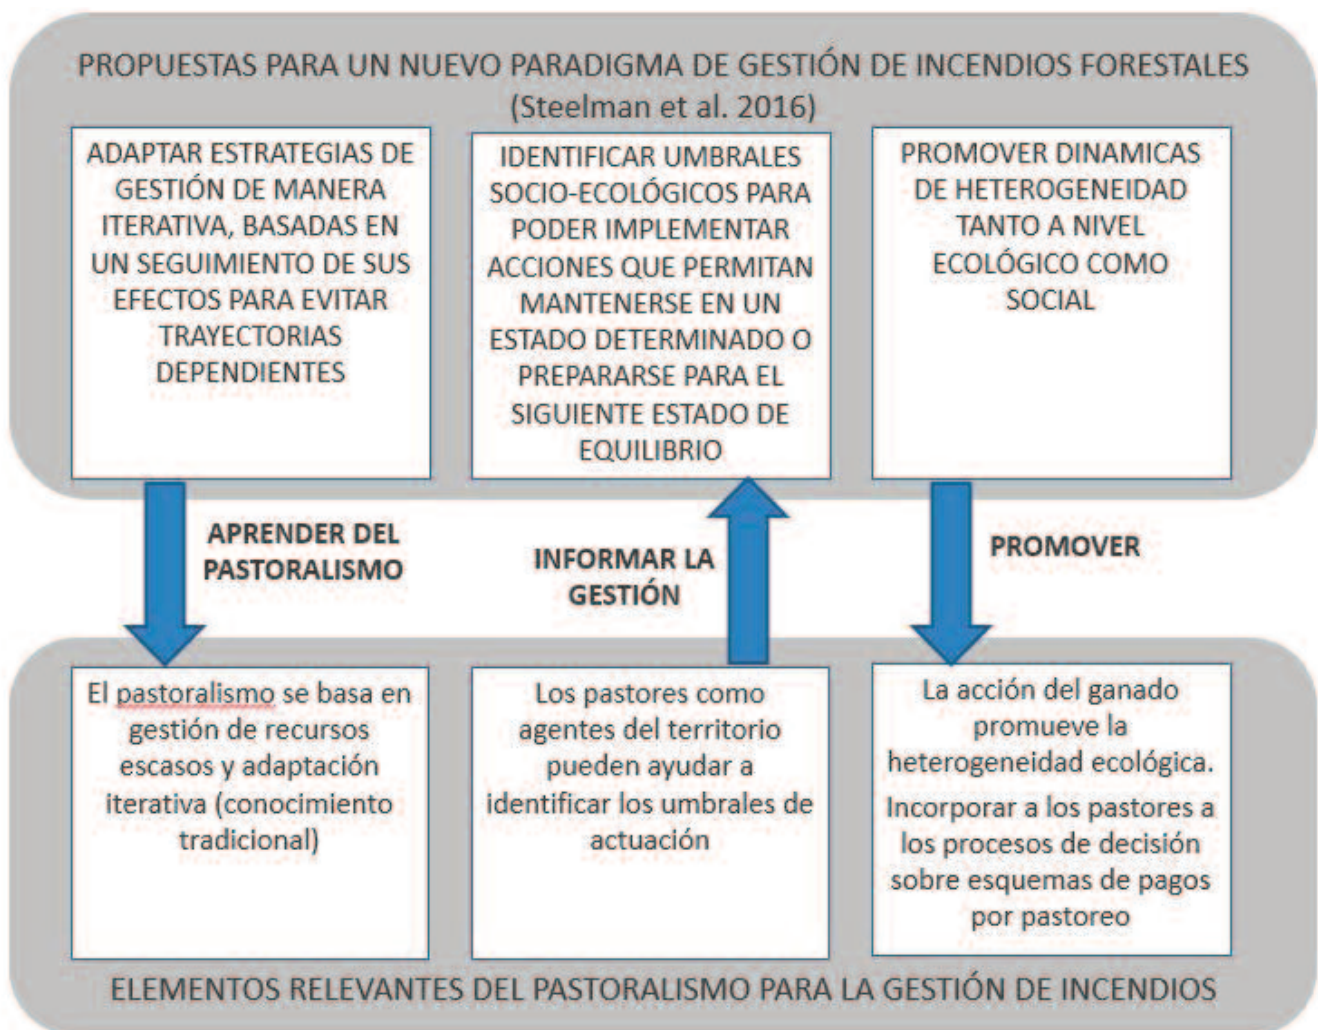 PROPUESTAS PARA UN NUEVO PARADIGMA DE GESTIÓN DE INCENDIOS FORESTALES
(Steelman et al. 2016)
ADAPTAR ESTRATEGIAS DE
GESTIÓN DE MANERA
ITERATIVA, BASADAS EN
UN SEGUIMIENTO DE SUS
EFECTOS PARA EVITAR
TRAYECTORIAS
DEPENDIENTES
IDENTIFICAR UMBRALES
SOCIO-ECOLÓGICOS PARA
PODER IMPLEMENTAR
ACCIONES QUE PERMITAN
MANTENERSE EN UN
ESTADO DETERMINADO O
PREPARARSE PARA EL
SIGUIENTE ESTADO DE
EQUILIBRIO
PROMOVER DINAMICAS
DE HETEROGENEIDAD
TANTO A NIVEL
ECOLÓGICO COMO
SOCIAL
APRENDER DEL
PASTORALISMO
INFORMAR LA
GESTIÓN
PROMOVER
El pastoralismo se basa en
gestión de recursos
escasos y adaptación
iterativa (conocimiento
tradicional)
Los pastores como
agentes del territorio
pueden ayudar a
identificar los umbrales de
actuación
La acción del ganado
promueve la
heterogeneidad ecológica.
Incorporar a los pastores a
los procesos de decisión
sobre esquemas de pagos
por pastoreo
ELEMENTOS RELEVANTES DEL PASTORALISMO PARA LA GESTIÓN DE INCENDIOS